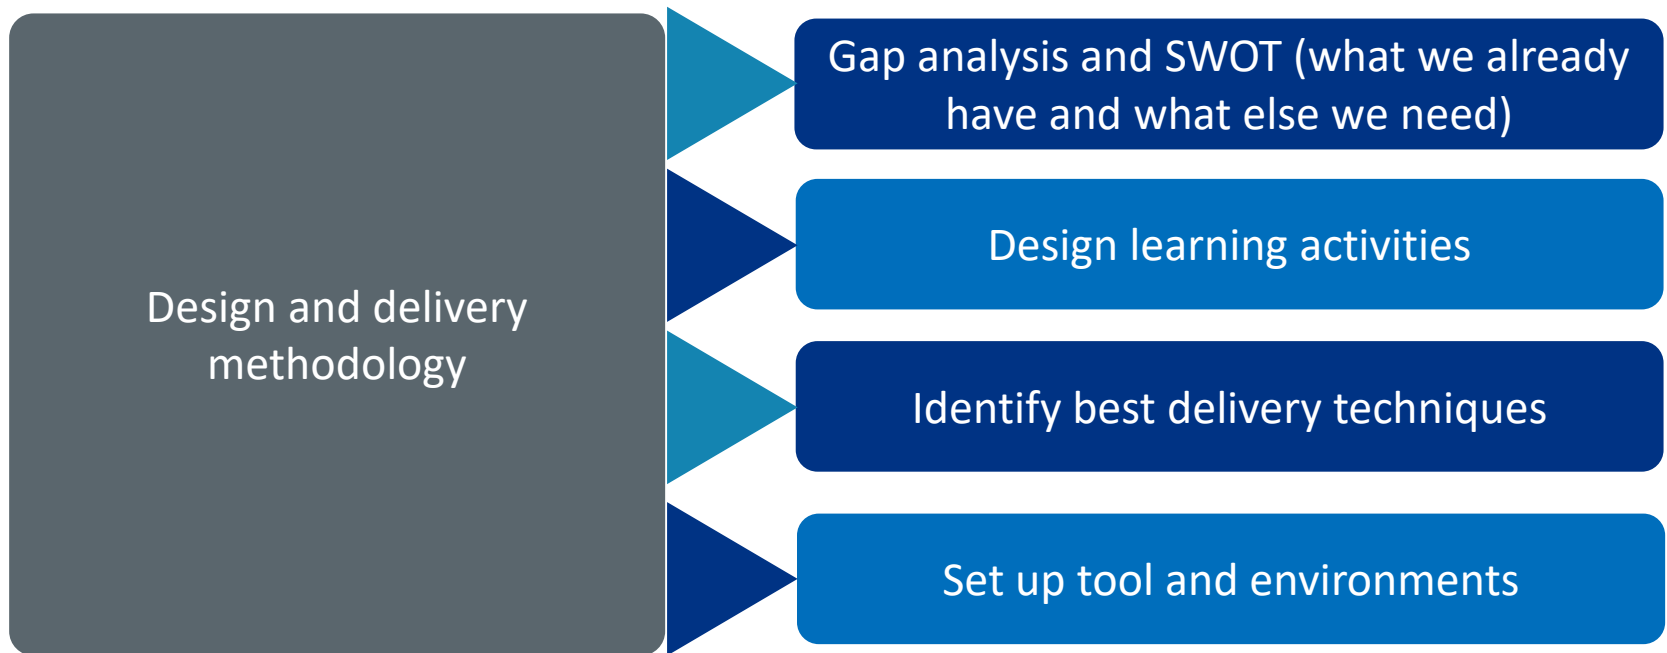 Design and delivery
methodology
Gap analysis and SWOT (what we already
have and what else we need)
Design learning activities
Identify best delivery techniques
Set up tool and environments